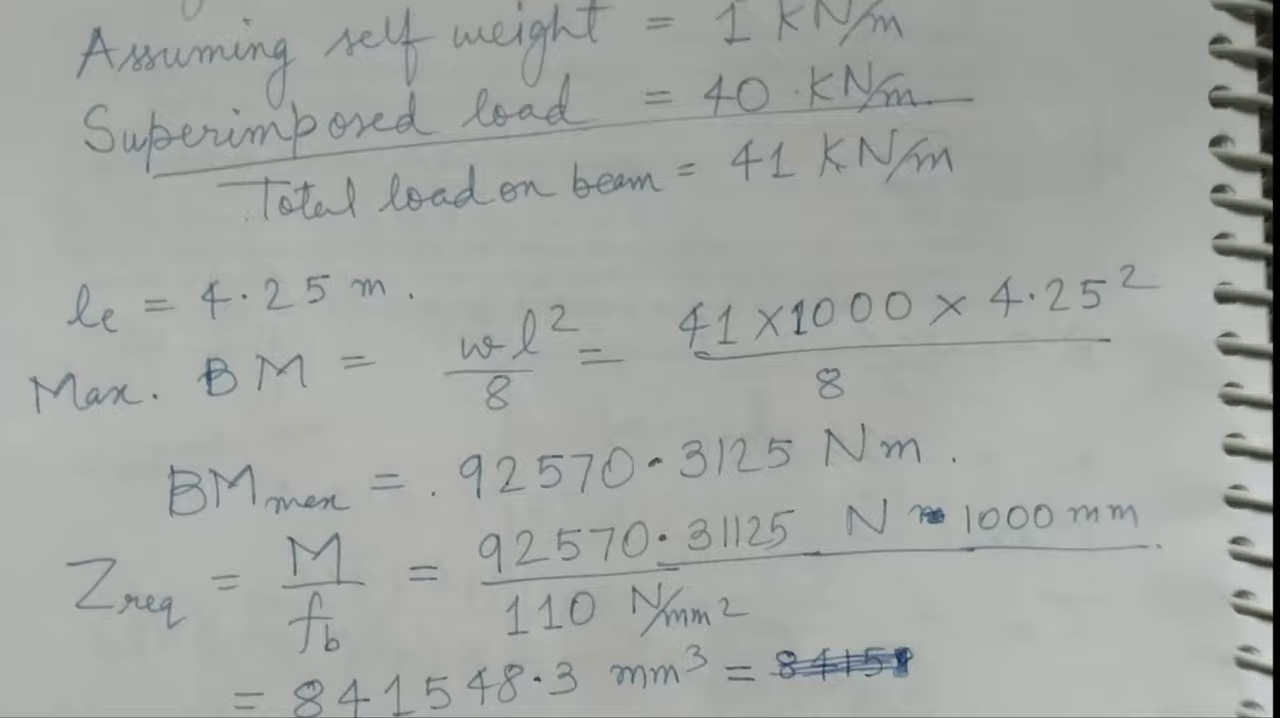 Assuming self weight = 1 KN/m
Superimposed load = 40 KN/m
Total load on beam = 41 KN/m
le = 4.25 m.
Max. BM = wl²/8 = 41×1000 × 4.25²/8
BMmax = 92570.3125 Nm.
Zreq = M/fb = 92570.31125 N 1000 mm/110 N/mm2
= 841548.3 mm³ =